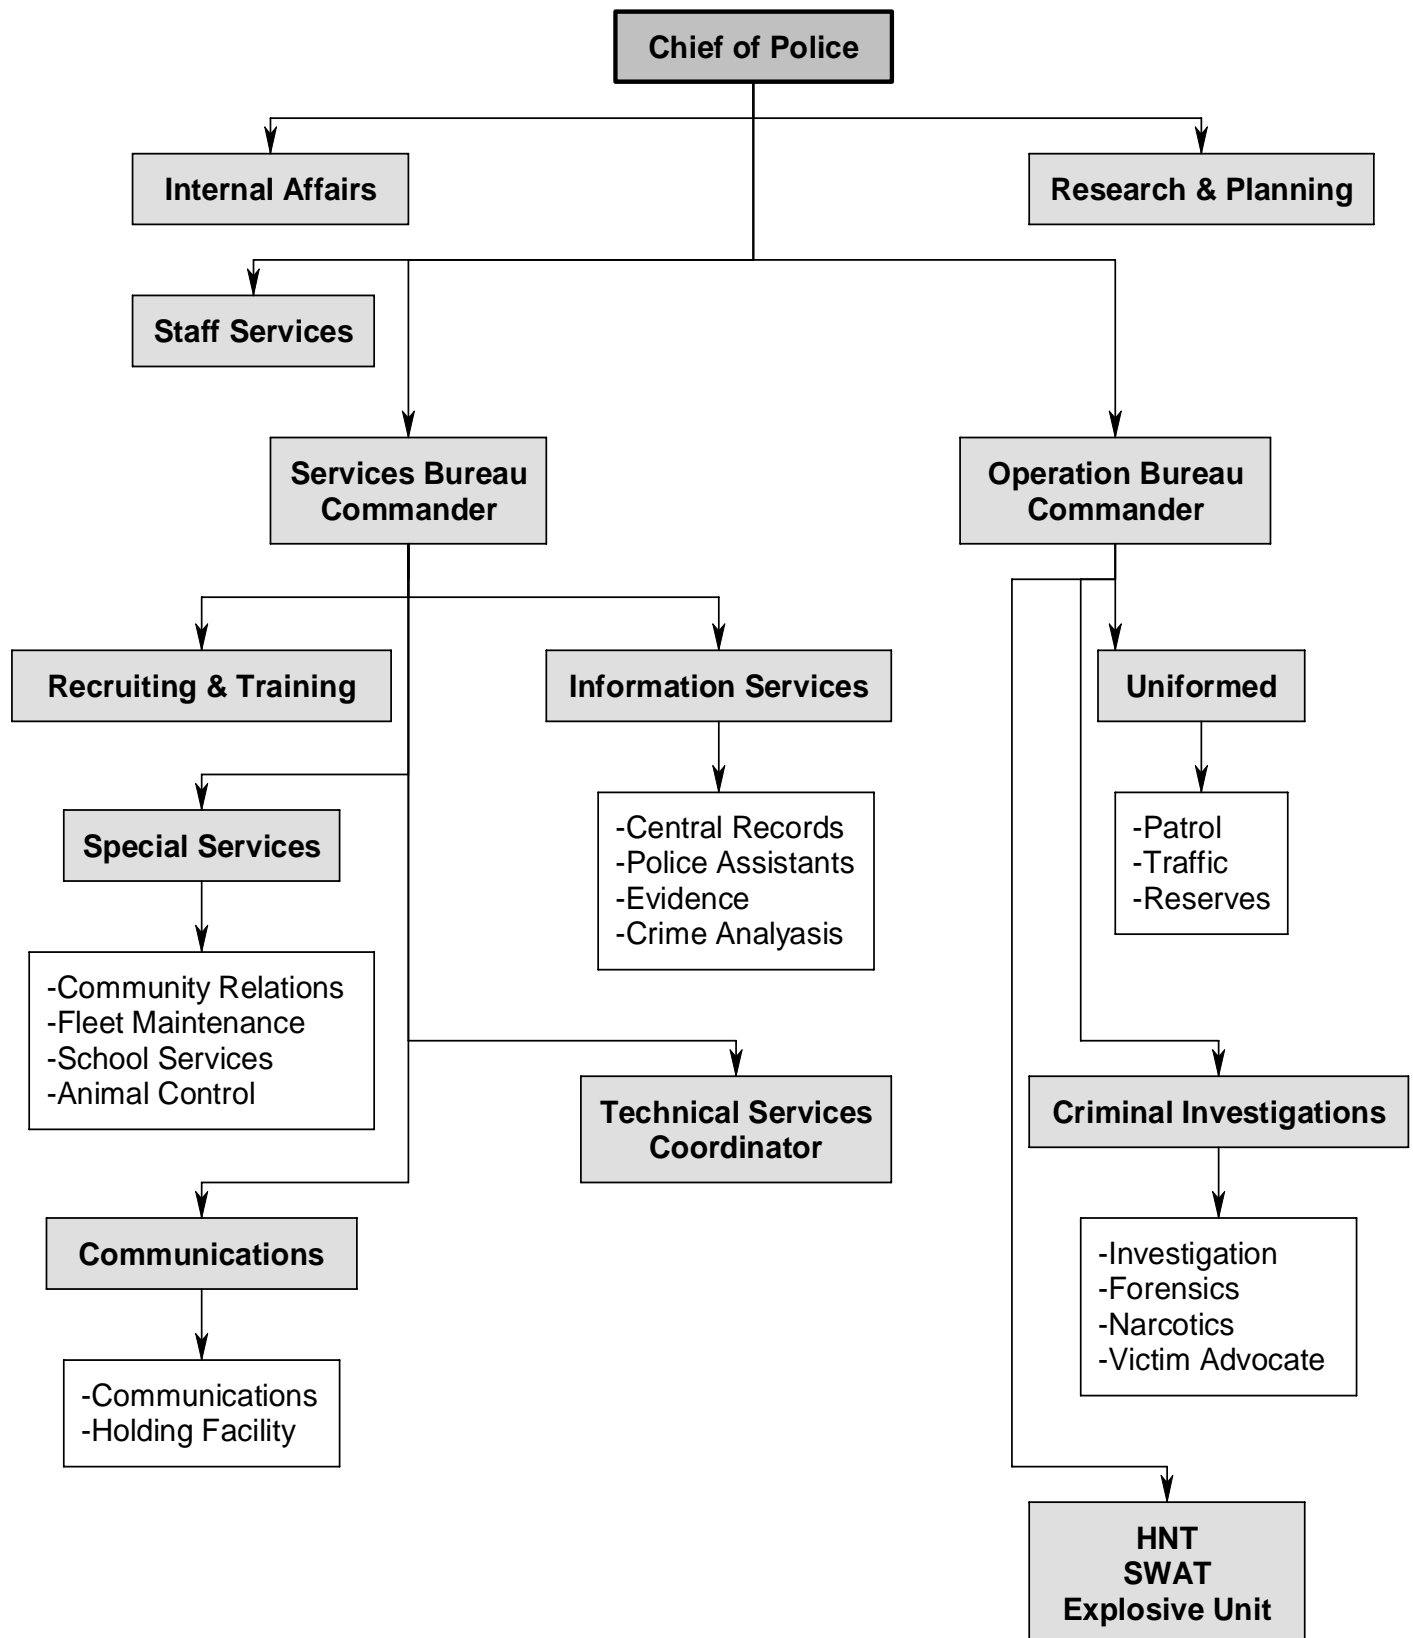 Chief of Police
Internal Affairs
Research & Planning
Staff Services
Services Bureau
Commander
Operation Bureau
Commander
Recruiting & Training
Information Services
Uniformed
-Central Records
-Police Assistants
-Evidence
-Crime Analyasis
-Patrol
-Traffic
-Reserves
Special Services
-Community Relations
-Fleet Maintenance
-School Services
-Animal Control
Technical Services
Coordinator
Criminal Investigations
Communications
-Investigation
-Forensics
-Narcotics
-Victim Advocate
-Communications
-Holding Facility
HNT
SWAT
Explosive Unit